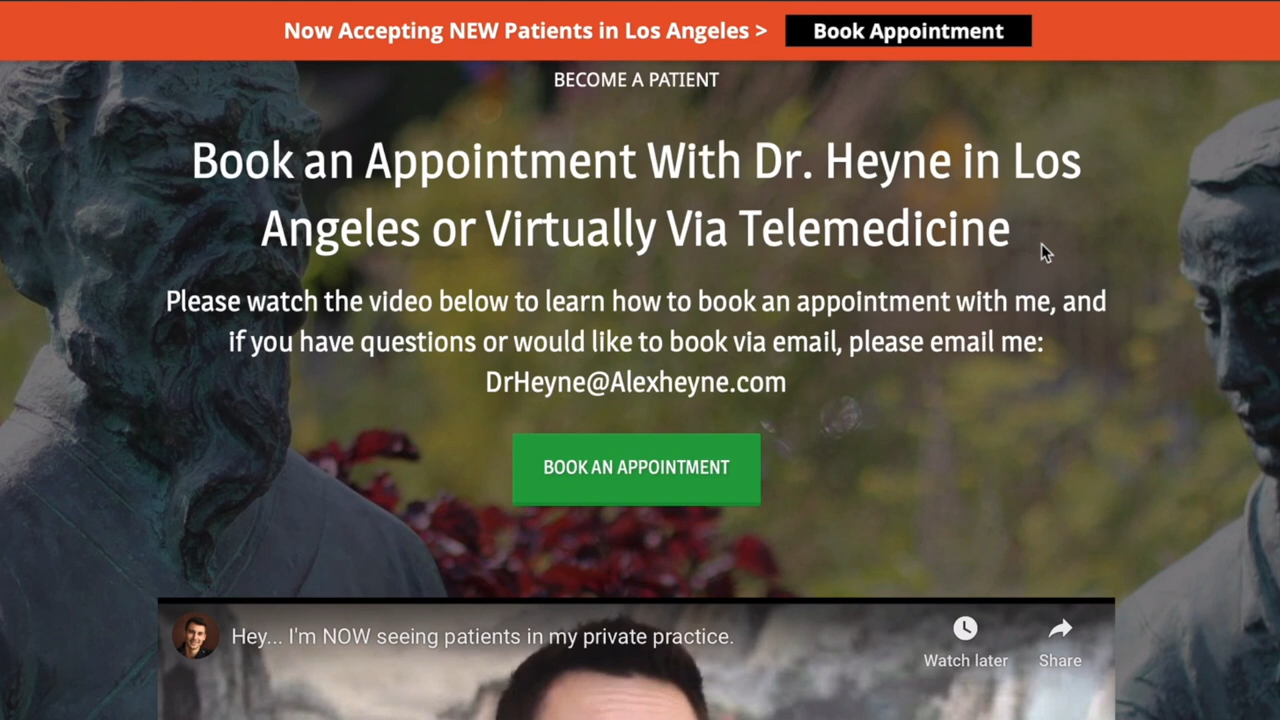 Now Accepting NEW Patients in Los Angeles >
Book Appointment
BECOME A PATIENT
Book an Appointment With Dr. Heyne in Los
Angeles or Virtually Via Telemedicine
Please watch the video below to learn how to book an appointment with me, and
if you have questions or would like to book via email, please email me:
DrHeyne@Alexheyne.com
BOOK AN APPOINTMENT
Hey... I'm NOW seeing patients in my private practice.
Watch later
Share